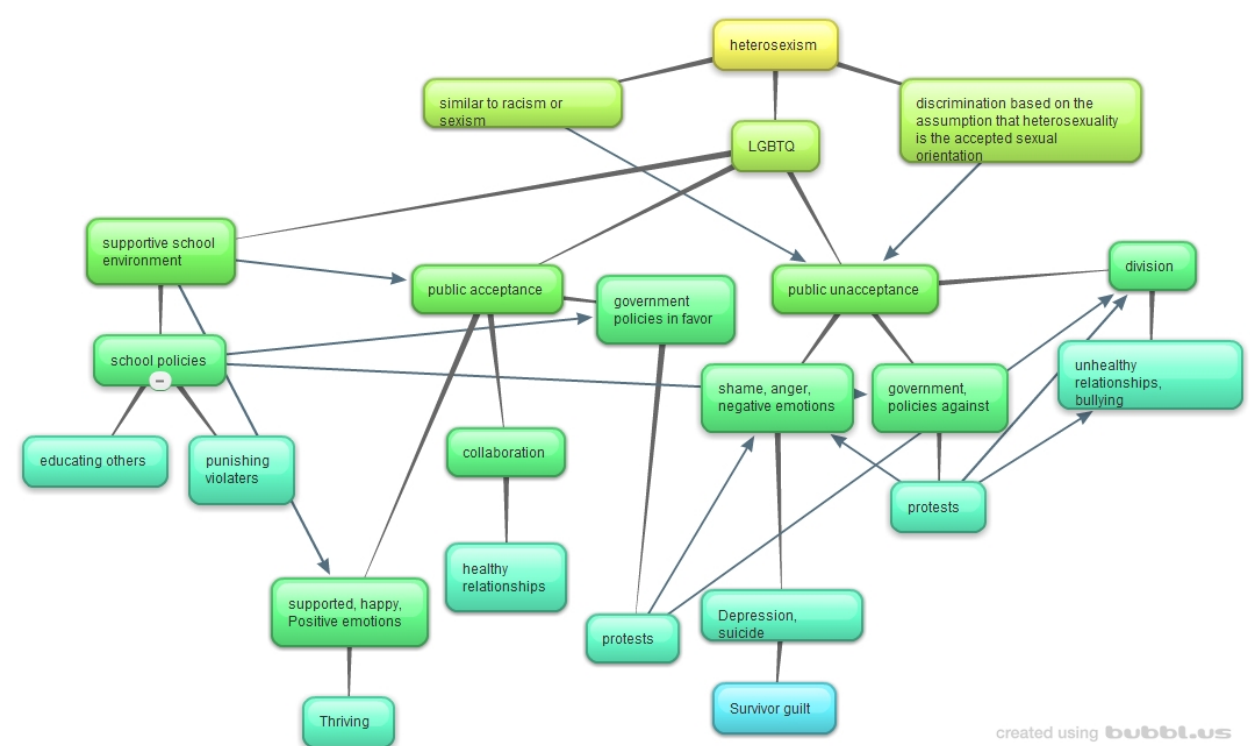 heterosexism
similar to racism or
sexism
discrimination based on the
assumption that heterosexuality
is the accepted sexual
orientation
LGBTQ
supportive school
environment
public acceptance
government
policies in favor
public unacceptance
division
school policies
shame, anger,
negative emotions
government,
policies against
unhealthy
relationships,
bullying
educating others
punishing
violaters
collaboration
protests
healthy
relationships
supported, happy,
Positive emotions
protests
Depression,
suicide
Thriving
Survivor guilt
created using bubbl.us